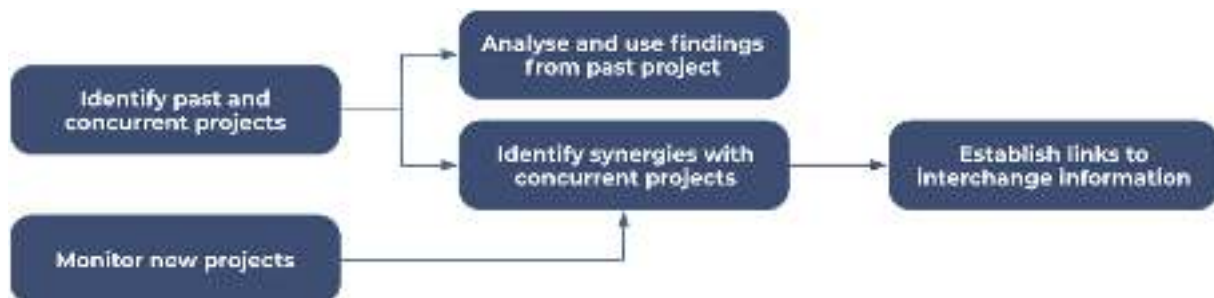 Analyse and use findings
from past project
Identify past and
concurrent projects
Identify synergies with
concurrent projects
Establish links to
interchange information
Monitor new projects